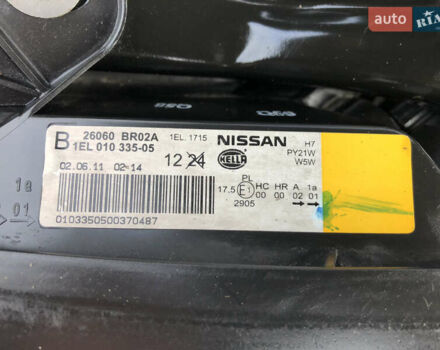 auto RIA
B 26060 BR02A 1EL.1715 NISSAN H7
1EL 010 335-05 PY21W
W5W
02.06.11 02-14 12 24 HELLA
PL
17.5 E1 HC HR A 1a
00 00 02 01
2905
0103350500370487
1a
01